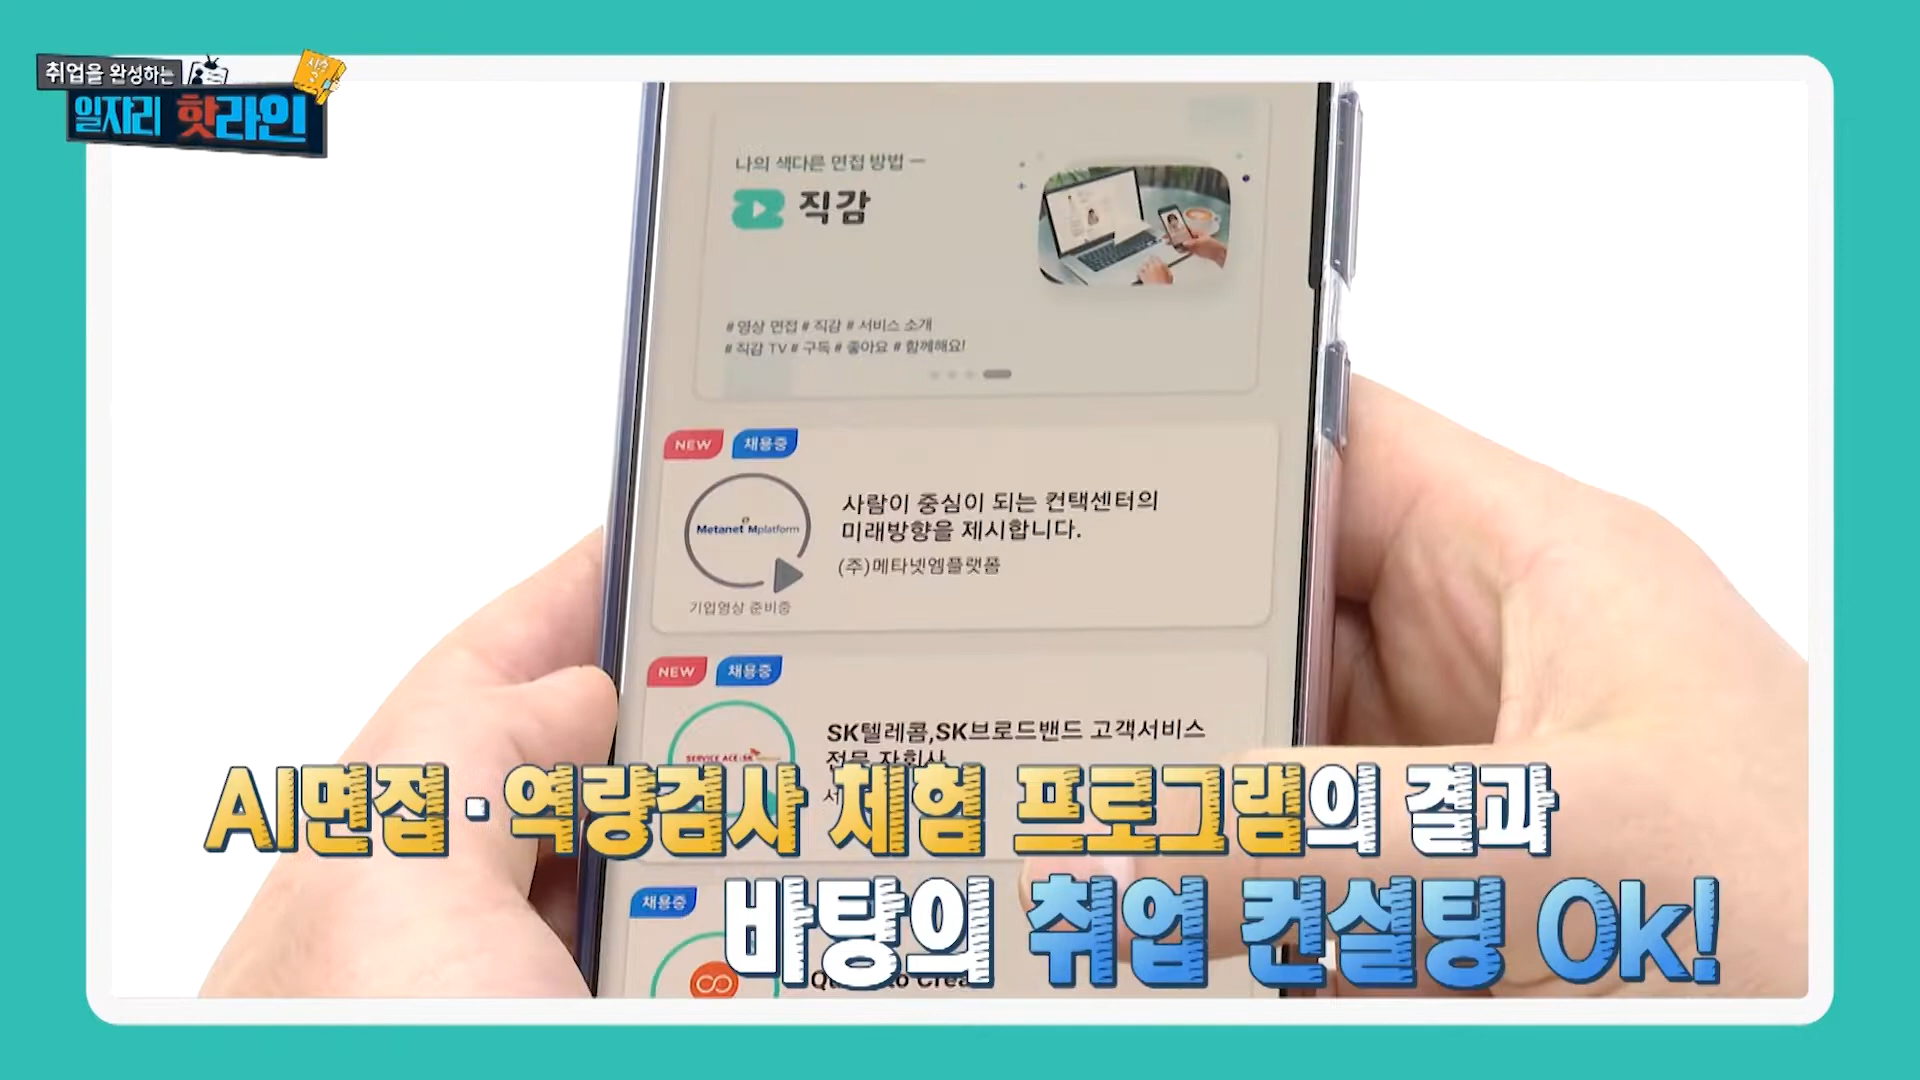 취업을 완성하는
일자리 핫라인
나의 색다른 면접 방법 —
직감
# 영상 면접 # 직감 # 서비스 소개
# 직감 TV # 구독 # 좋아요 # 함께해요!
NEW 채용중
사람이 중심이 되는 컨택센터의
미래방향을 제시합니다.
Metanet Mplatform
(주)메타넷엠플랫폼
기업영상 준비중
NEW 채용중
SK텔레콤,SK브로드밴드 고객서비스
전문 자회사
SERVICE ACE
AI면접·역량검사 체험 프로그램의 결과
채용중
바탕의 취업 컨설팅 Ok!